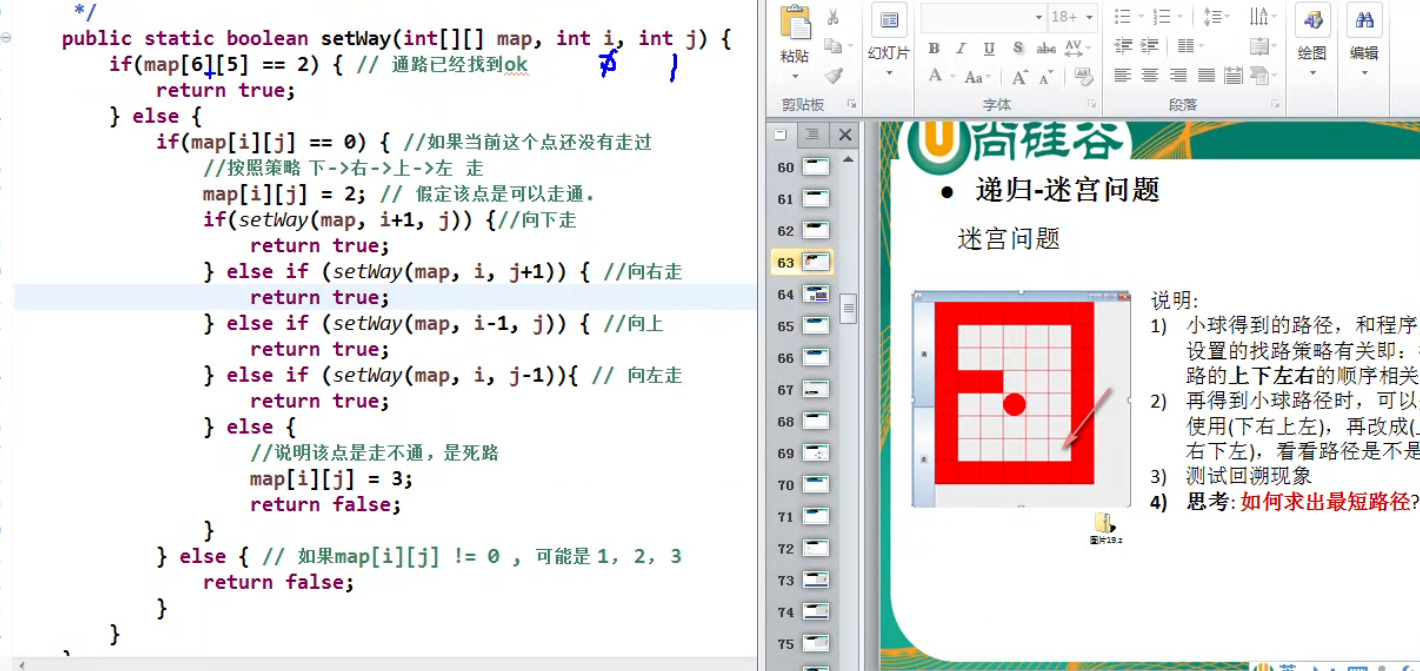 */
public static boolean setWay(int[][] map, int i, int j) {
if(map[6][5] == 2) { // 通路已经找到ok
return true;
} else {
if(map[i][j] == 0) { //如果当前这个点还没有走过
//按照策略 下->右->上->左 走
map[i][j] = 2; // 假定该点是可以走通.
if(setWay(map, i+1, j)) {//向下走
return true;
} else if (setWay(map, i, j+1)) { //向右走
return true;
} else if (setWay(map, i-1, j)) { //向上
return true;
} else if (setWay(map, i, j-1)){ // 向左走
return true;
} else {
//说明该点是走不通，是死路
map[i][j] = 3;
return false;
}
} else { // 如果map[i][j] != 0 , 可能是 1, 2, 3
return false;
}
}
粘贴
剪贴板
幻灯片
18+
B I U S abc AV
A Aa A A
字体
段落
绘图
编辑
60
61
62
63
64
65
66
67
68
69
70
71
72
73
74
75
尚硅谷
● 递归-迷宫问题
迷宫问题
说明:
1) 小球得到的路径，和程序
设置的找路策略有关即：
路的上下左右的顺序相关
2) 再得到小球路径时，可以
使用(下右上左)，再改成(
右下左)，看看路径是不是
3) 测试回溯现象
4) 思考: 如何求出最短路径?
图片19.z
英